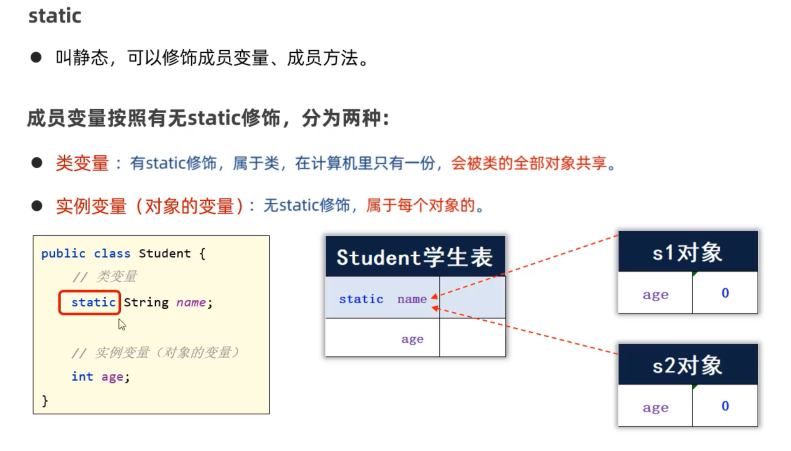 static
● 叫静态，可以修饰成员变量、成员方法。
成员变量按照有无static修饰，分为两种：
● 类变量：有static修饰，属于类，在计算机里只有一份，会被类的全部对象共享。
● 实例变量（对象的变量）：无static修饰，属于每个对象的。
public class Student {
// 类变量
static String name;
// 实例变量（对象的变量）
int age;
}
Student学生表
static name
age
s1对象
age 0
s2对象
age 0